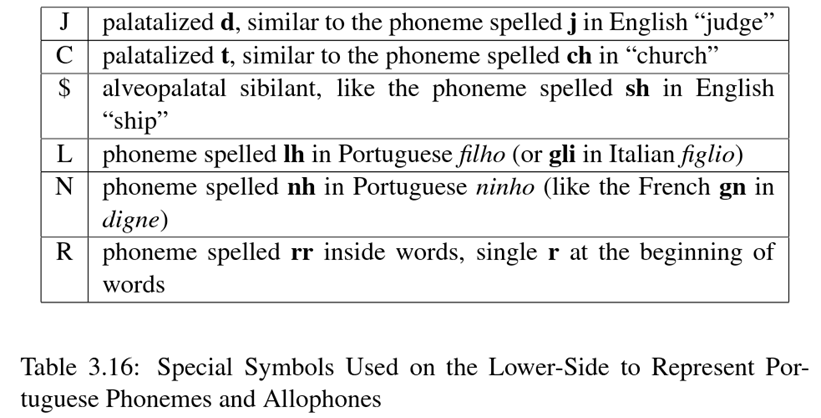 J palatalized d, similar to the phoneme spelled j in English “judge”
C palatalized t, similar to the phoneme spelled ch in “church”
$ alveopalatal sibilant, like the phoneme spelled sh in English
“ship”
L phoneme spelled lh in Portuguese filho (or gli in Italian figlio)
N phoneme spelled nh in Portuguese ninho (like the French gn in
digne)
R phoneme spelled rr inside words, single r at the beginning of
words
Table 3.16: Special Symbols Used on the Lower-Side to Represent Por-
tuguese Phonemes and Allophones